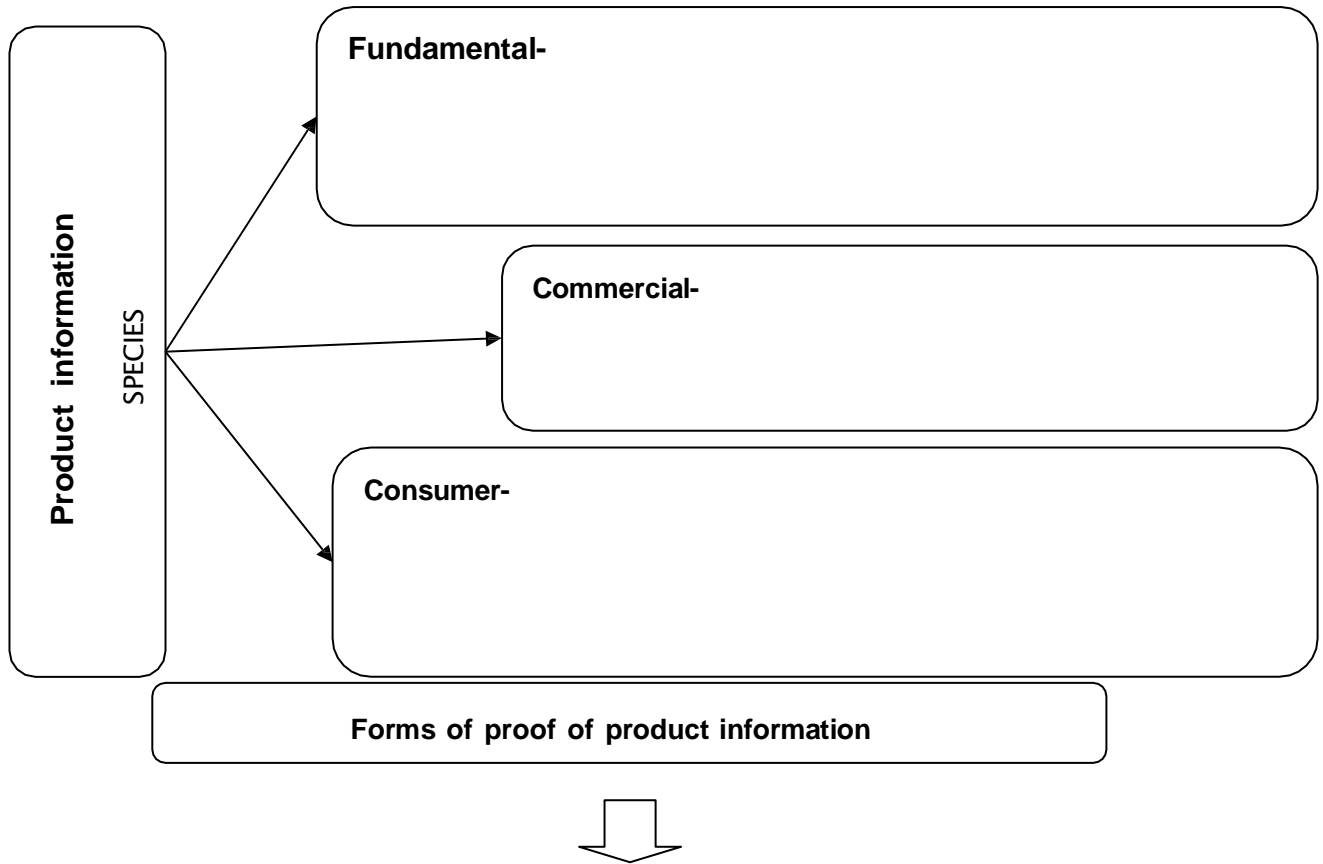 Product information
SPECIES
Fundamental-
Commercial-
Consumer-
Forms of proof of product information